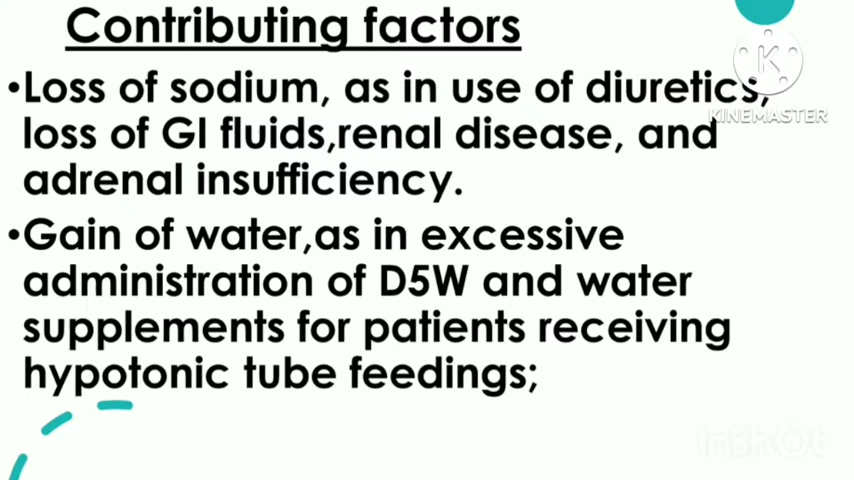 Contributing factors
•Loss of sodium, as in use of diuretics,
loss of GI fluids,renal disease, and
adrenal insufficiency.
•Gain of water,as in excessive
administration of D5W and water
supplements for patients receiving
hypotonic tube feedings;
K
KINEMASTER
InShOt